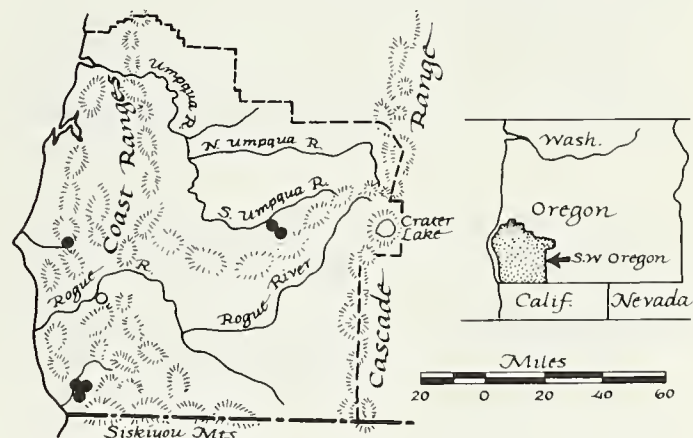 Umpqua R.
Coast Ranges
Range
N. Umpqua R.
S. Umpqua R.
Crater
Lake
Rogue R.
Rogue River
Cascade
Siskiyou Mts
Wash.
Oregon
S.W Oregon
Calif.
Nevada
Miles
20 0 20 40 60